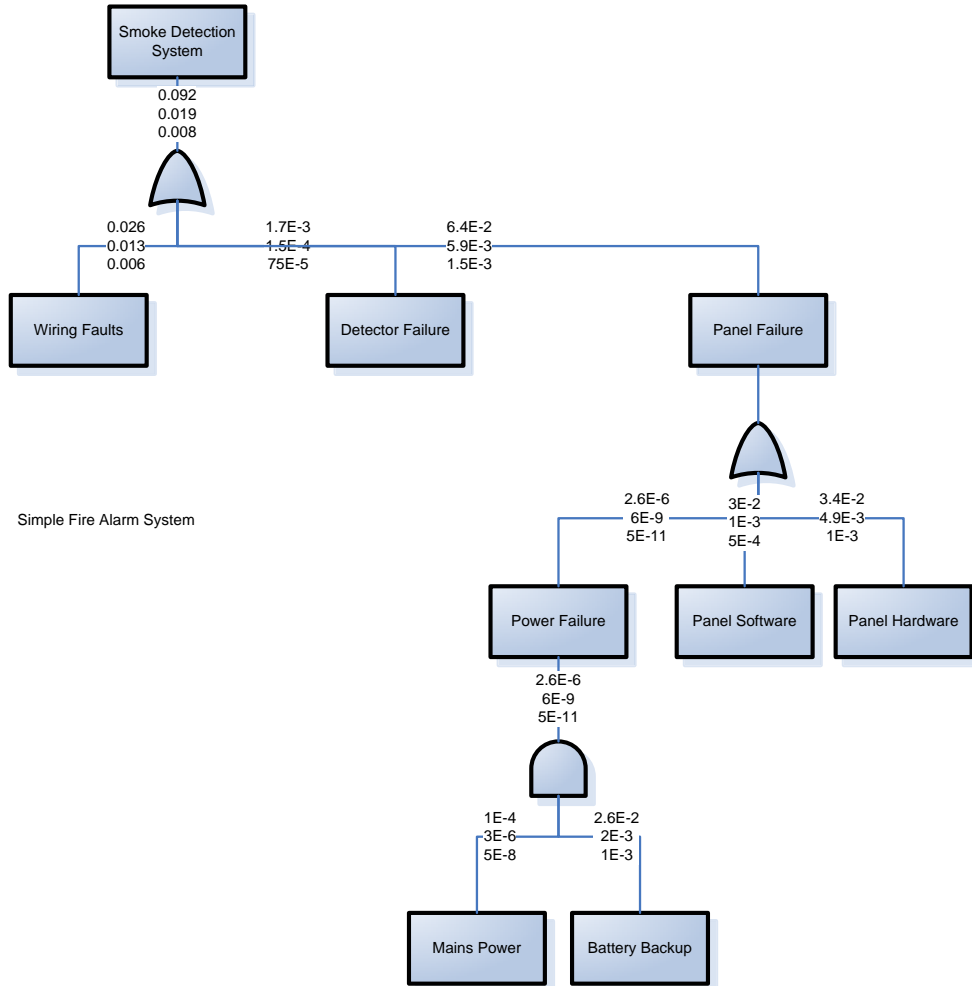 Smoke Detection
System
0.092
0.019
0.008
0.026
0.013
0.006
1.7E-3
1.5E-4
75E-5
6.4E-2
5.9E-3
1.5E-3
Wiring Faults
Detector Failure
Panel Failure
Simple Fire Alarm System
2.6E-6
6E-9
5E-11
3E-2
1E-3
5E-4
3.4E-2
4.9E-3
1E-3
Power Failure
Panel Software
Panel Hardware
2.6E-6
6E-9
5E-11
1E-4
3E-6
5E-8
2.6E-2
2E-3
1E-3
Mains Power
Battery Backup